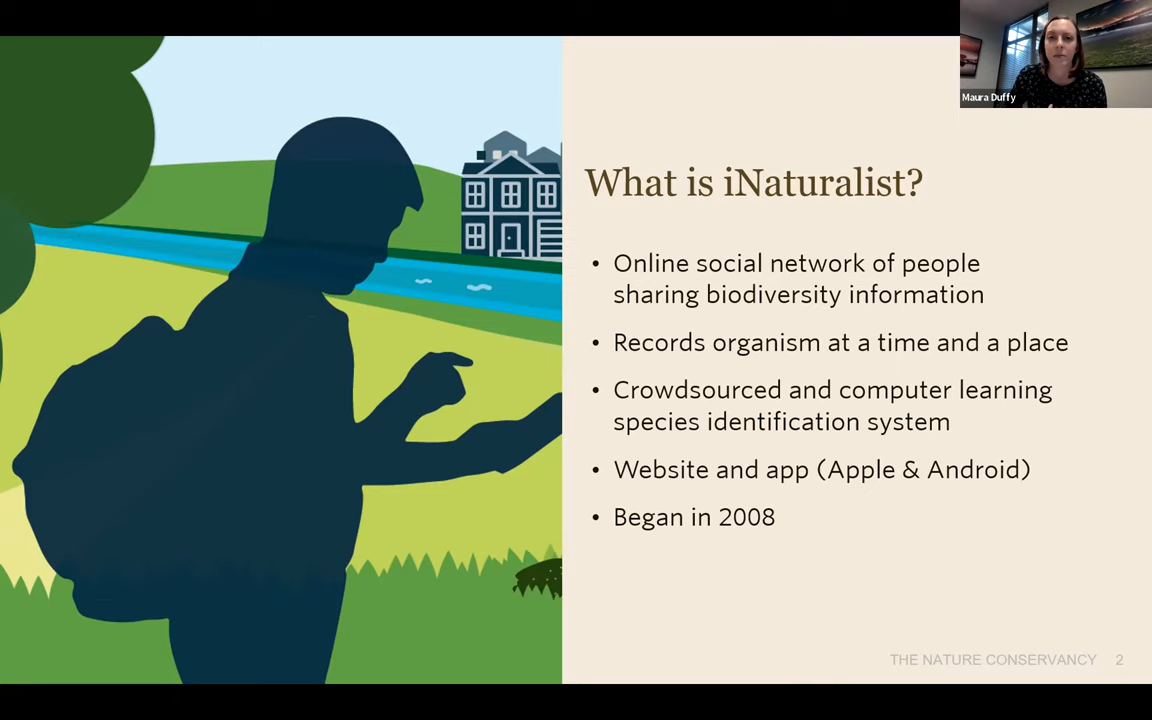 Maura Duffy
What is iNaturalist?
• Online social network of people
sharing biodiversity information
• Records organism at a time and a place
• Crowdsourced and computer learning
species identification system
• Website and app (Apple & Android)
• Began in 2008
THE NATURE CONSERVANCY 2